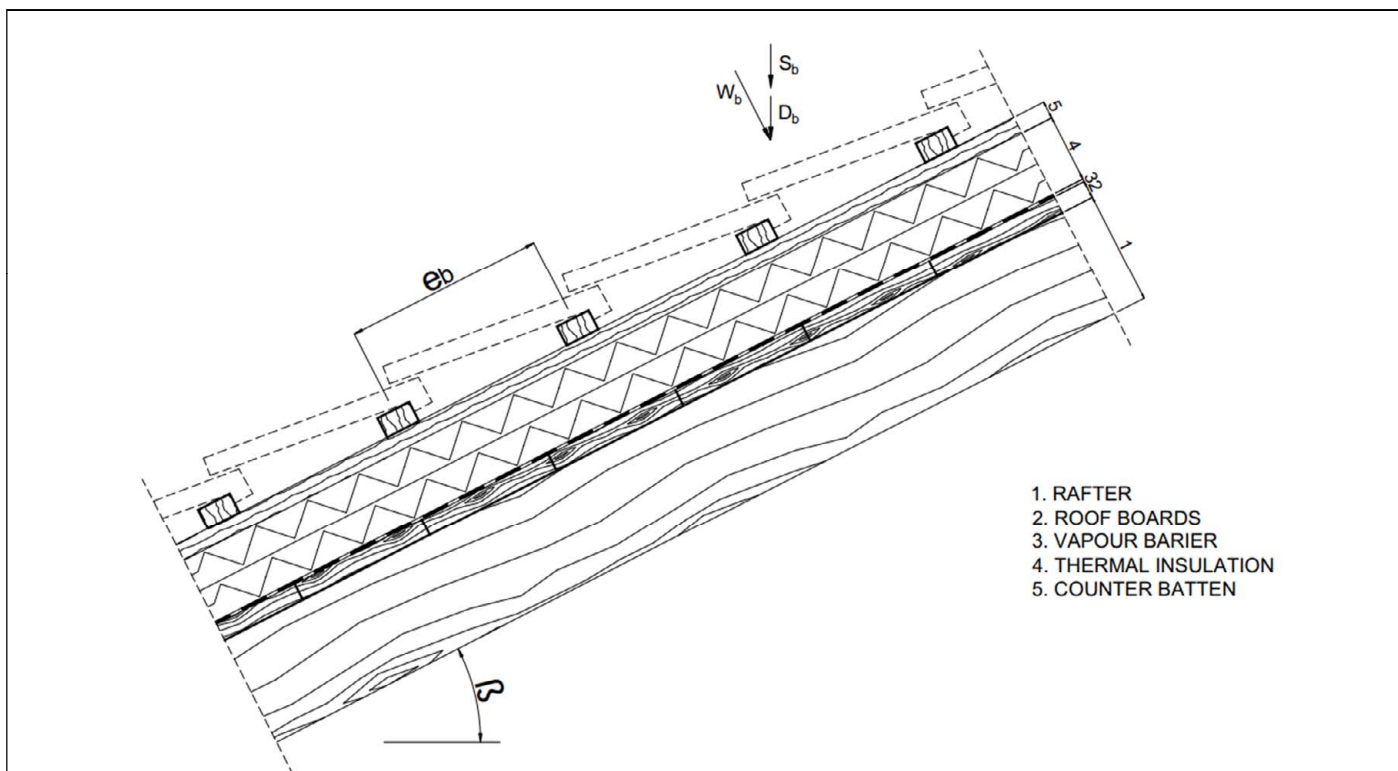 S_b
W_b
D_b
5
4
e_b
3 2
1
1. RAFTER
2. ROOF BOARDS
3. VAPOUR BARIER
4. THERMAL INSULATION
5. COUNTER BATTEN
ß